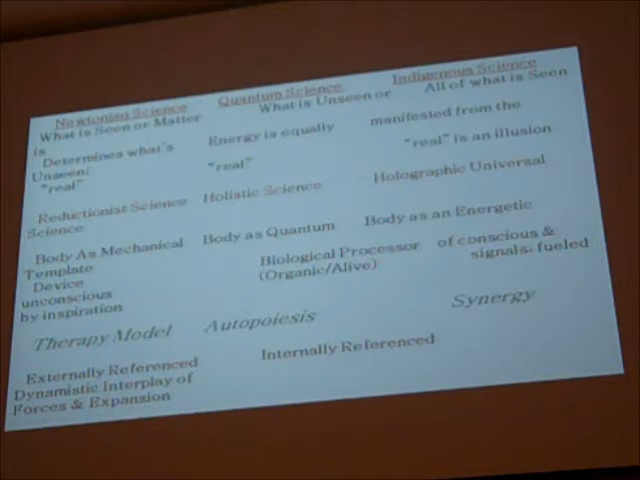 Newtonian Science Quantum Science Indigenous Science
What is Seen or Matter What is Unseen or All of what is Seen
is
Determines what's Energy is equally manifested from the
Unseen:
"real" "real" "real" is an illusion
Reductionist Science Holistic Science Holographic Universal
Science
Body As Mechanical Body as Quantum Body as an Energetic
Template
Device Biological Processor of conscious &
unconscious (Organic/Alive) signals, fueled
by inspiration
Therapy Model Autopoiesis Synergy
Externally Referenced Internally Referenced
Dynamistic Interplay of
Forces & Expansion